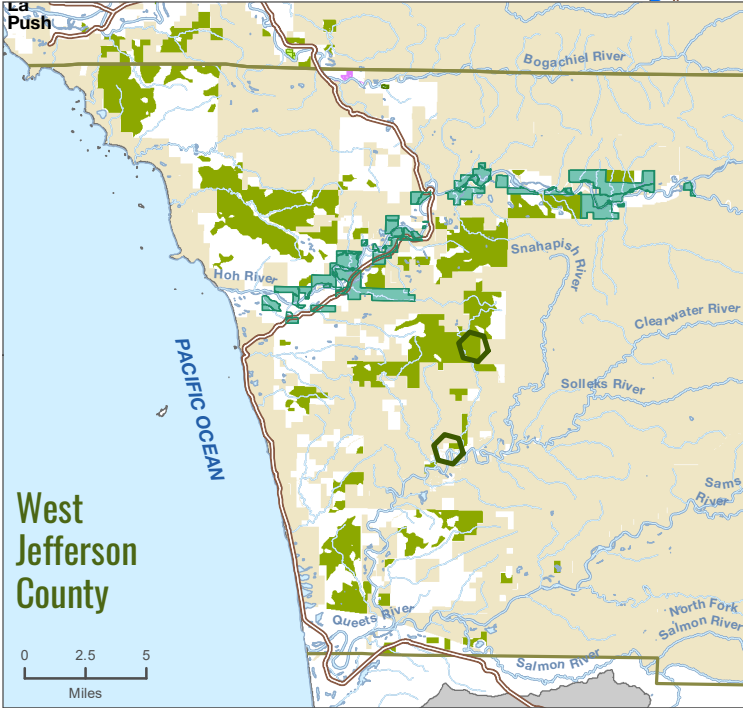 La
Push
Bogachiel River
Snahapish
River
Hoh River
Clearwater River
PACIFIC OCEAN
Solleks River
Sams
River
West
Jefferson
County
North Fork
Salmon River
Queets River
Salmon River
0 2.5 5
Miles